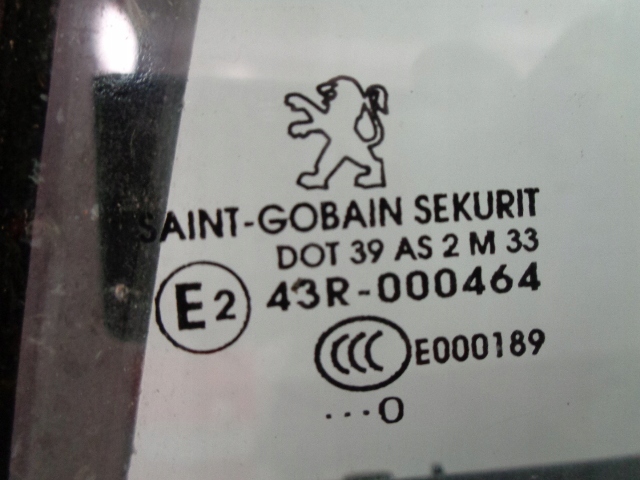 SAINT-GOBAIN SEKURIT
DOT 39 AS 2 M 33
E2 43R-000464
CCC E000189
...0